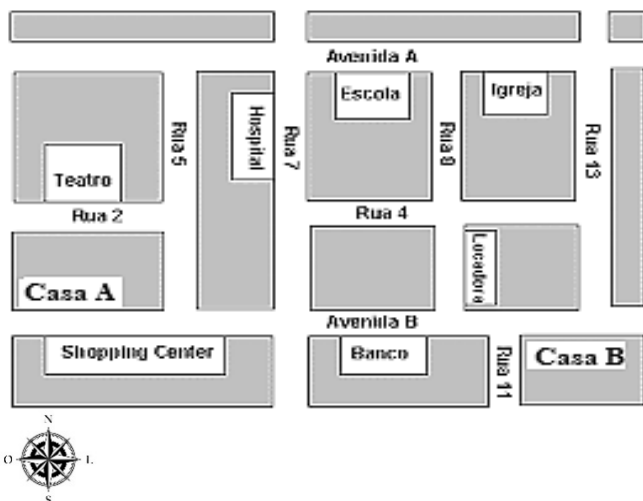 Avenida A
Escola
Igreja
Hospital
Rua 5
Rua 7
Rua 9
Rua 13
Teatro
Rua 2
Rua 4
Locadora
Casa A
Avenida B
Shopping Center
Banco
Rua 11
Casa B
N
O
L
S